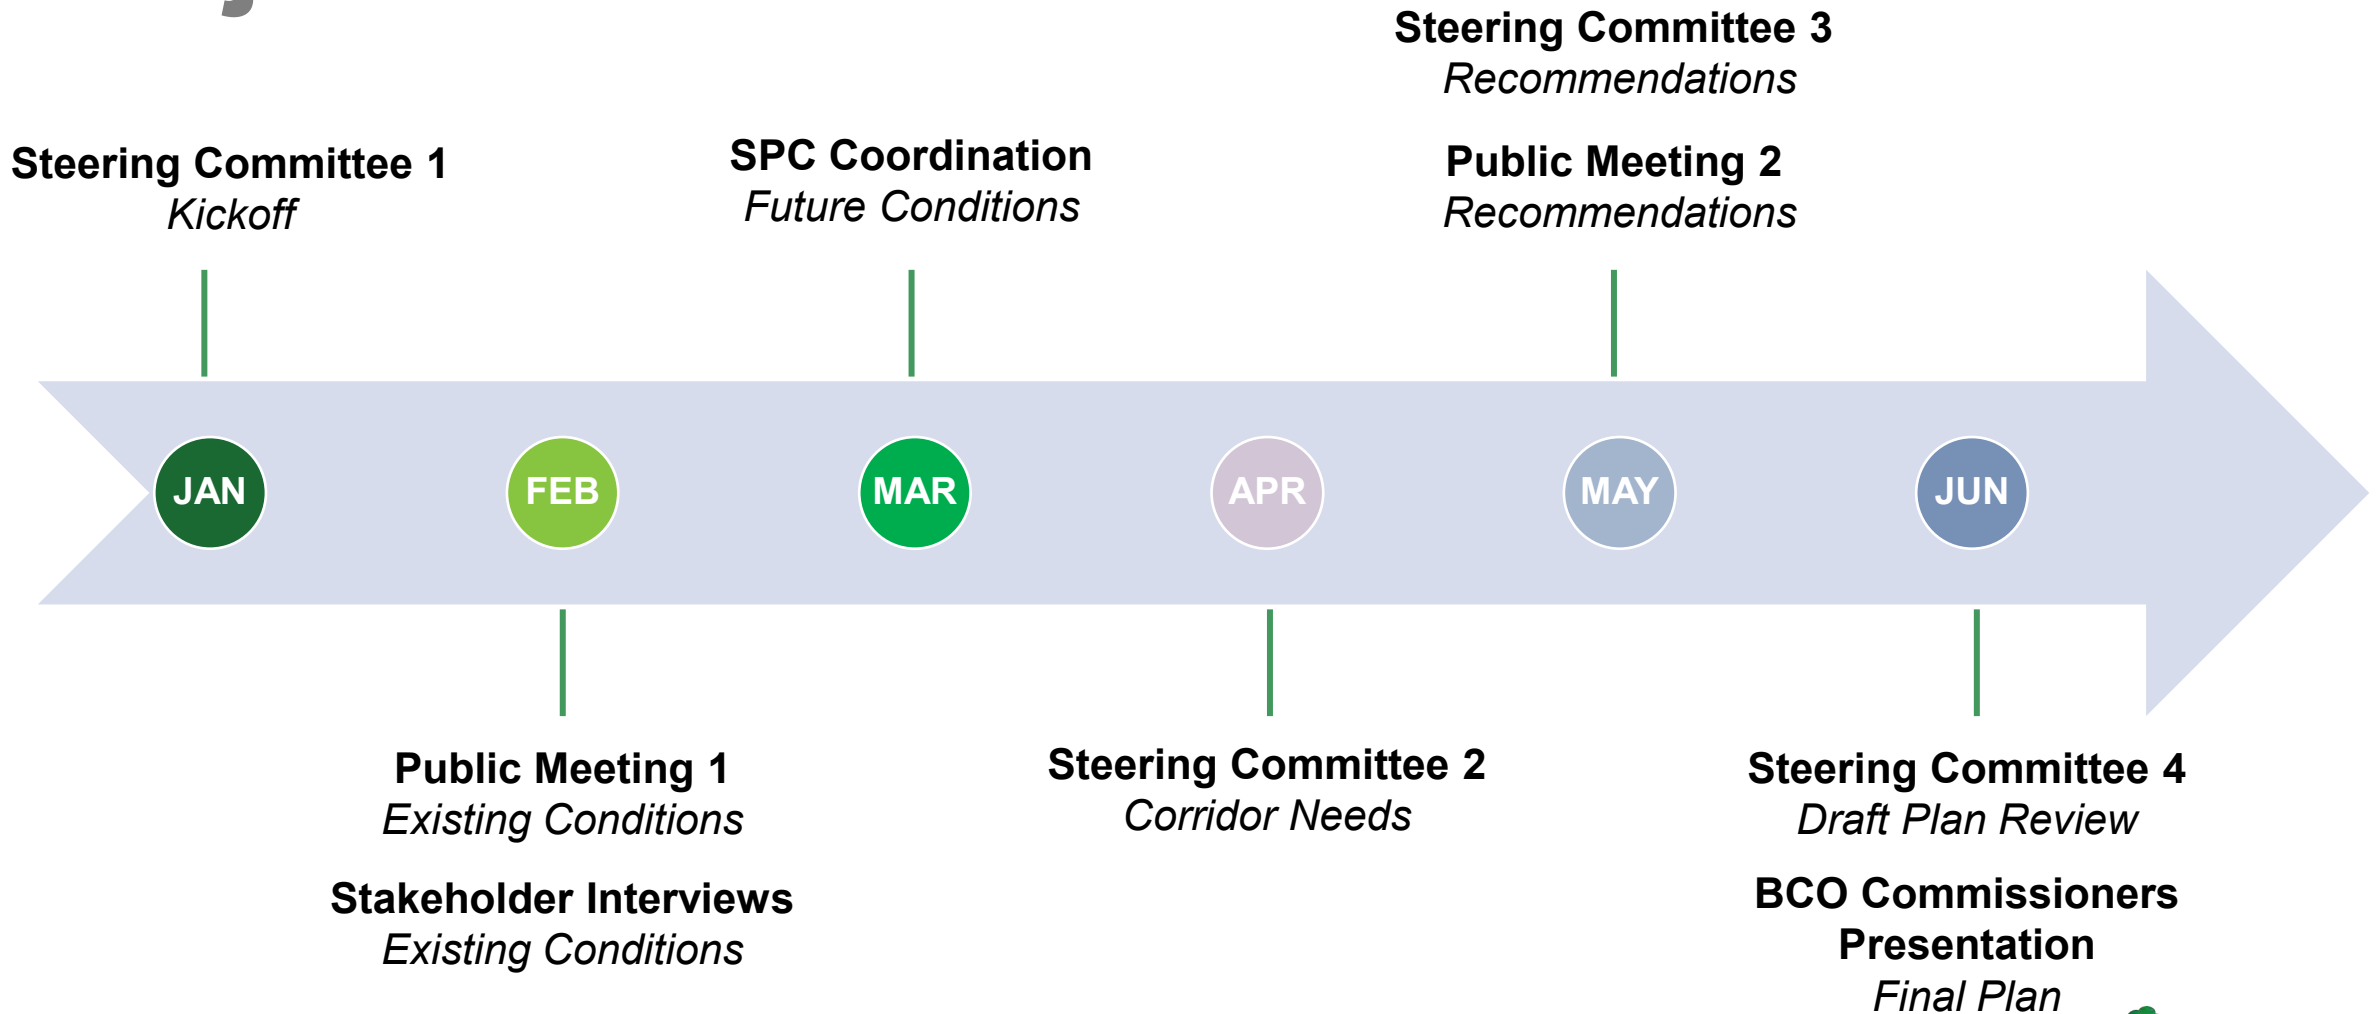 Steering Committee 3
Recommendations
Public Meeting 2
Recommendations
Steering Committee 1
Kickoff
SPC Coordination
Future Conditions
JAN
FEB
MAR
APR
MAY
JUN
Public Meeting 1
Existing Conditions
Stakeholder Interviews
Existing Conditions
Steering Committee 2
Corridor Needs
Steering Committee 4
Draft Plan Review
BCO Commissioners
Presentation
Final Plan